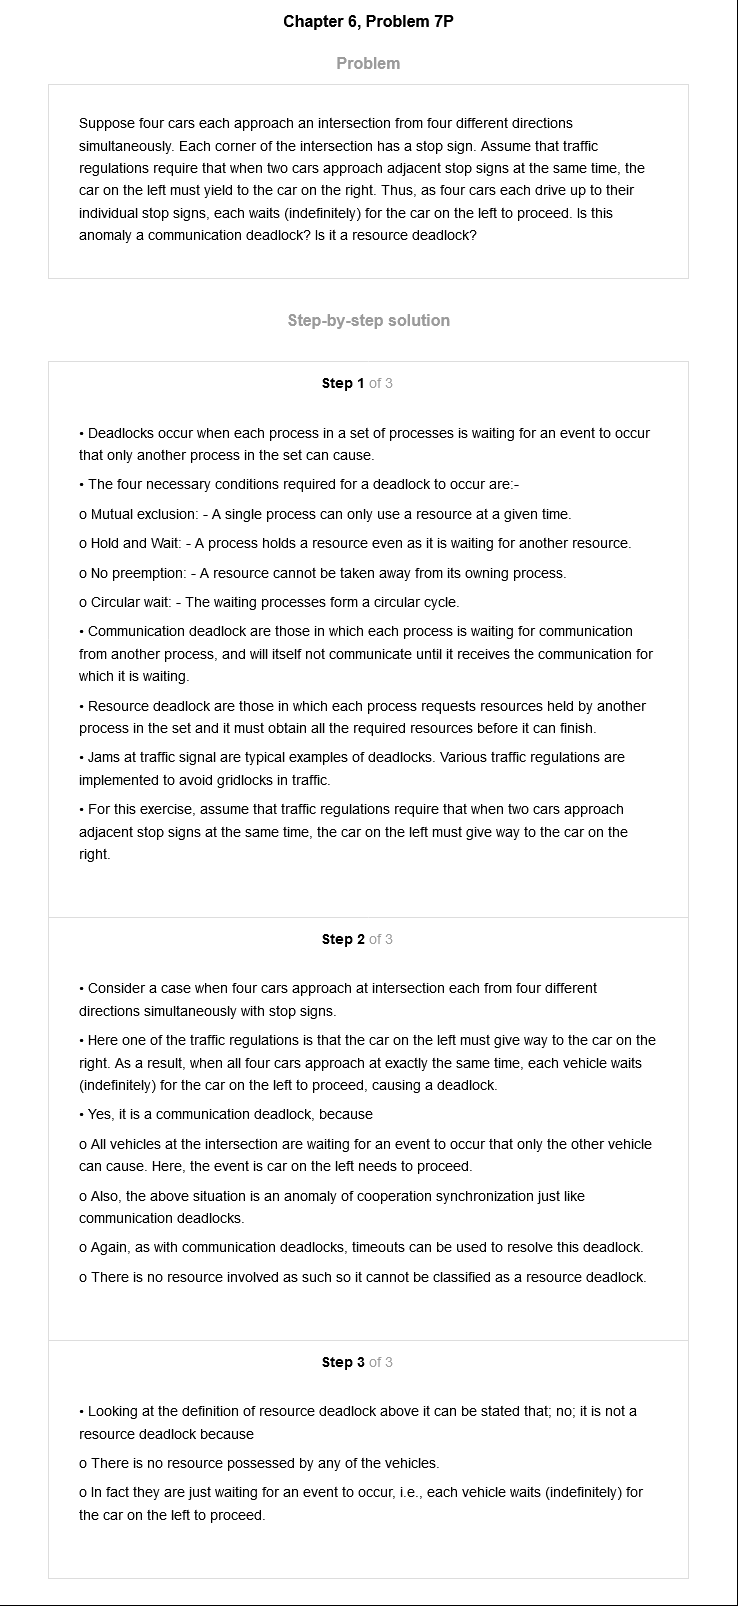 Chapter 6, Problem 7P
Problem
Suppose four cars each approach an intersection from four different directions
simultaneously. Each corner of the intersection has a stop sign. Assume that traffic
regulations require that when two cars approach adjacent stop signs at the same time, the
car on the left must yield to the car on the right. Thus, as four cars each drive up to their
individual stop signs, each waits (indefinitely) for the car on the left to proceed. Is this
anomaly a communication deadlock? Is it a resource deadlock?
Step-by-step solution
Step 1 of 3
• Deadlocks occur when each process in a set of processes is waiting for an event to occur
that only another process in the set can cause.
• The four necessary conditions required for a deadlock to occur are:-
o Mutual exclusion: - A single process can only use a resource at a given time.
o Hold and Wait: - A process holds a resource even as it is waiting for another resource.
o No preemption: - A resource cannot be taken away from its owning process.
o Circular wait: - The waiting processes form a circular cycle.
• Communication deadlock are those in which each process is waiting for communication
from another process, and will itself not communicate until it receives the communication for
which it is waiting.
• Resource deadlock are those in which each process requests resources held by another
process in the set and it must obtain all the required resources before it can finish.
• Jams at traffic signal are typical examples of deadlocks. Various traffic regulations are
implemented to avoid gridlocks in traffic.
• For this exercise, assume that traffic regulations require that when two cars approach
adjacent stop signs at the same time, the car on the left must give way to the car on the
right.
Step 2 of 3
• Consider a case when four cars approach at intersection each from four different
directions simultaneously with stop signs.
• Here one of the traffic regulations is that the car on the left must give way to the car on the
right. As a result, when all four cars approach at exactly the same time, each vehicle waits
(indefinitely) for the car on the left to proceed, causing a deadlock.
• Yes, it is a communication deadlock, because
o All vehicles at the intersection are waiting for an event to occur that only the other vehicle
can cause. Here, the event is car on the left needs to proceed.
o Also, the above situation is an anomaly of cooperation synchronization just like
communication deadlocks.
o Again, as with communication deadlocks, timeouts can be used to resolve this deadlock.
o There is no resource involved as such so it cannot be classified as a resource deadlock.
Step 3 of 3
• Looking at the definition of resource deadlock above it can be stated that; no; it is not a
resource deadlock because
o There is no resource possessed by any of the vehicles.
o In fact they are just waiting for an event to occur, i.e., each vehicle waits (indefinitely) for
the car on the left to proceed.